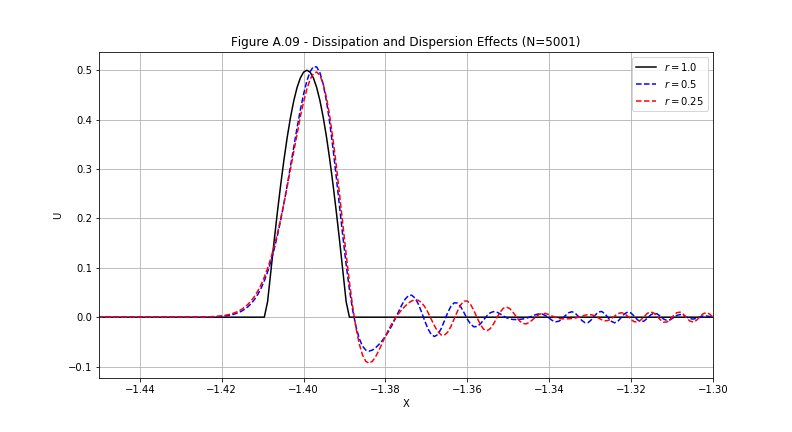 Figure A.09 - Dissipation and Dispersion Effects (N=5001)
r = 1.0
r = 0.5
r = 0.25
0.5
0.4
0.3
0.2
0.1
0.0
−0.1
U
−1.44 −1.42 −1.40 −1.38 −1.36 −1.34 −1.32 −1.30
X